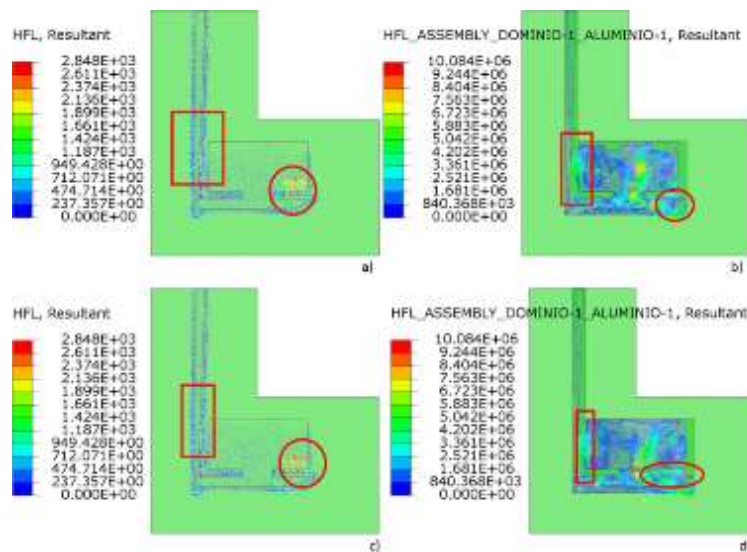 HFL, Resultant
2.848E+03
2.611E+03
2.374E+03
2.136E+03
1.899E+03
1.661E+03
1.424E+03
1.187E+03
949.428E+00
712.071E+00
474.714E+00
237.357E+00
0.000E+00
a)
HFL_ASSEMBLY_DOMINIO-1_ALUMINIO-1, Resultant
10.084E+06
9.244E+06
8.404E+06
7.563E+06
6.723E+06
5.883E+06
5.042E+06
4.202E+06
3.361E+06
2.521E+06
1.681E+06
840.368E+03
0.000E+00
b)
HFL, Resultant
2.848E+03
2.611E+03
2.374E+03
2.136E+03
1.899E+03
1.661E+03
1.424E+03
1.187E+03
949.428E+00
712.071E+00
474.714E+00
237.357E+00
0.000E+00
c)
HFL_ASSEMBLY_DOMINIO-1_ALUMINIO-1, Resultant
10.084E+06
9.244E+06
8.404E+06
7.563E+06
6.723E+06
5.883E+06
5.042E+06
4.202E+06
3.361E+06
2.521E+06
1.681E+06
840.368E+03
0.000E+00
d